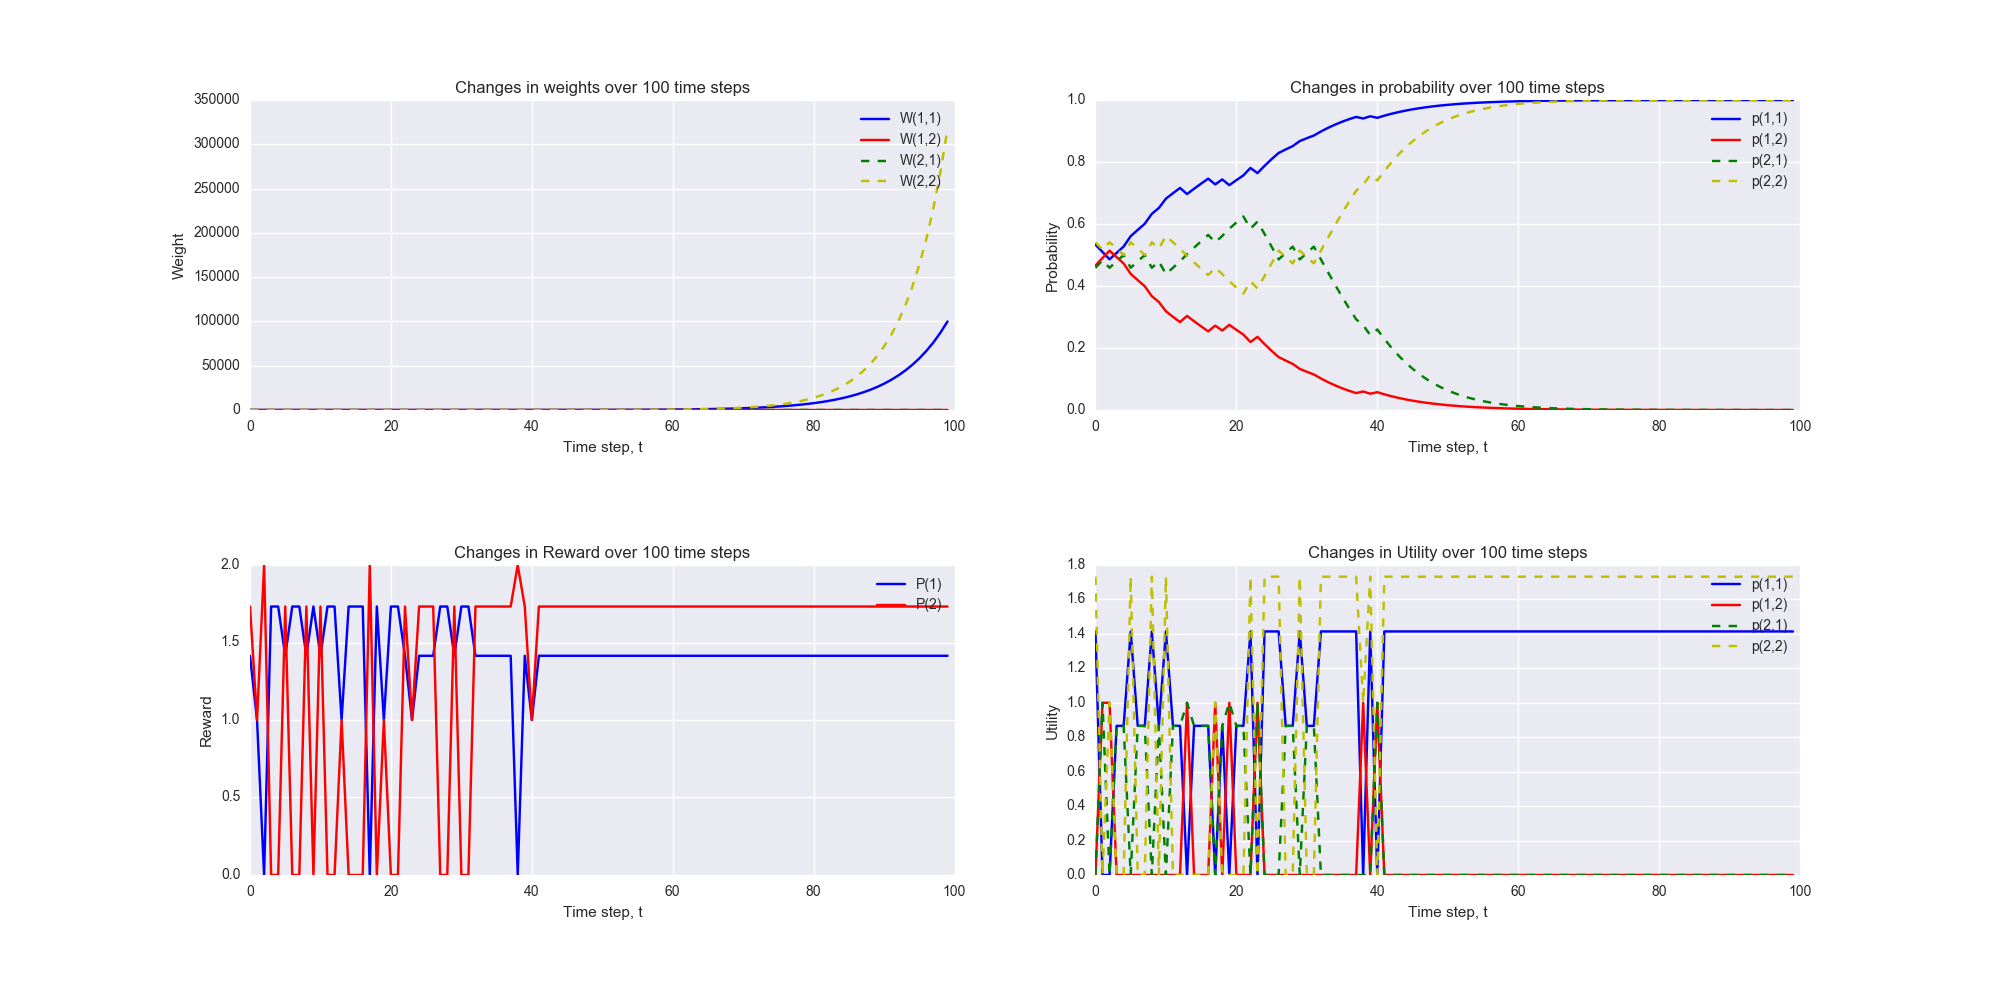 Changes in weights over 100 time steps
350000
300000
250000
200000
150000
100000
50000
0
Weight
W(1,1)
W(1,2)
W(2,1)
W(2,2)
0 20 40 60 80 100
Time step, t
Changes in probability over 100 time steps
1.0
0.8
0.6
0.4
0.2
0.0
Probability
p(1,1)
p(1,2)
p(2,1)
p(2,2)
0 20 40 60 80 100
Time step, t
Changes in Reward over 100 time steps
2.0
1.5
1.0
0.5
0.0
Reward
P(1)
P(2)
0 20 40 60 80 100
Time step, t
Changes in Utility over 100 time steps
1.8
1.6
1.4
1.2
1.0
0.8
0.6
0.4
0.2
0.0
Utility
p(1,1)
p(1,2)
p(2,1)
p(2,2)
0 20 40 60 80 100
Time step, t